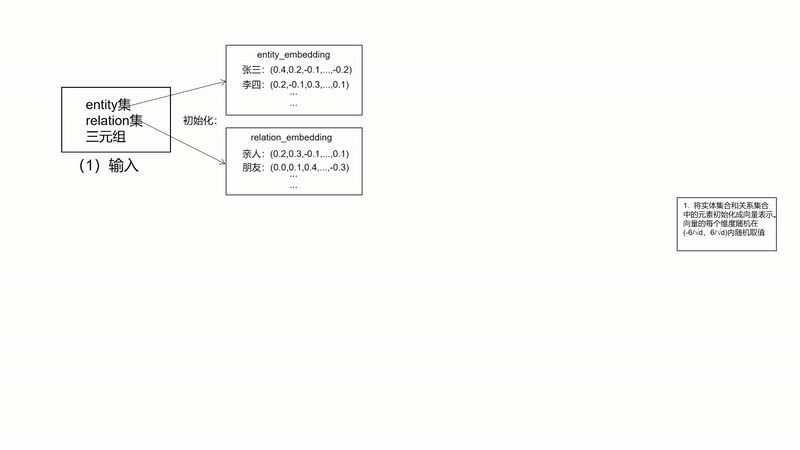 entity集
relation集
三元组
（1）输入
初始化：
entity_embedding
张三：(0.4,0.2,-0.1,...,-0.2)
李四：(0.2,-0.1,0.3,...,0.1)
...
...
relation_embedding
亲人：(0.2,0.3,-0.1,...,0.1)
朋友：(0.0,0.1,0.4,...,-0.3)
...
...
1. 将实体集合和关系集合
中的元素初始化成向量表示，
向量的每个维度随机在
(-6/√d，6/√d)内随机取值